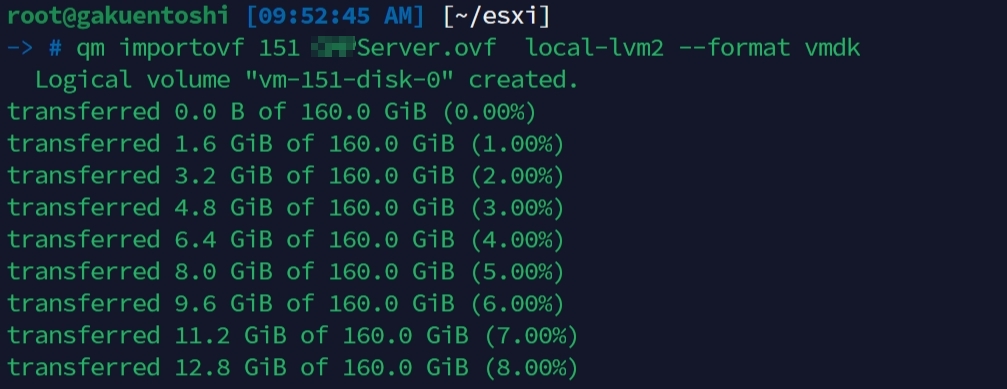 root@gakuentoshi [09:52:45 AM] [~/esxi]
-> # qm importovf 151 Server.ovf local-lvm2 --format vmdk
Logical volume "vm-151-disk-0" created.
transferred 0.0 B of 160.0 GiB (0.00%)
transferred 1.6 GiB of 160.0 GiB (1.00%)
transferred 3.2 GiB of 160.0 GiB (2.00%)
transferred 4.8 GiB of 160.0 GiB (3.00%)
transferred 6.4 GiB of 160.0 GiB (4.00%)
transferred 8.0 GiB of 160.0 GiB (5.00%)
transferred 9.6 GiB of 160.0 GiB (6.00%)
transferred 11.2 GiB of 160.0 GiB (7.00%)
transferred 12.8 GiB of 160.0 GiB (8.00%)